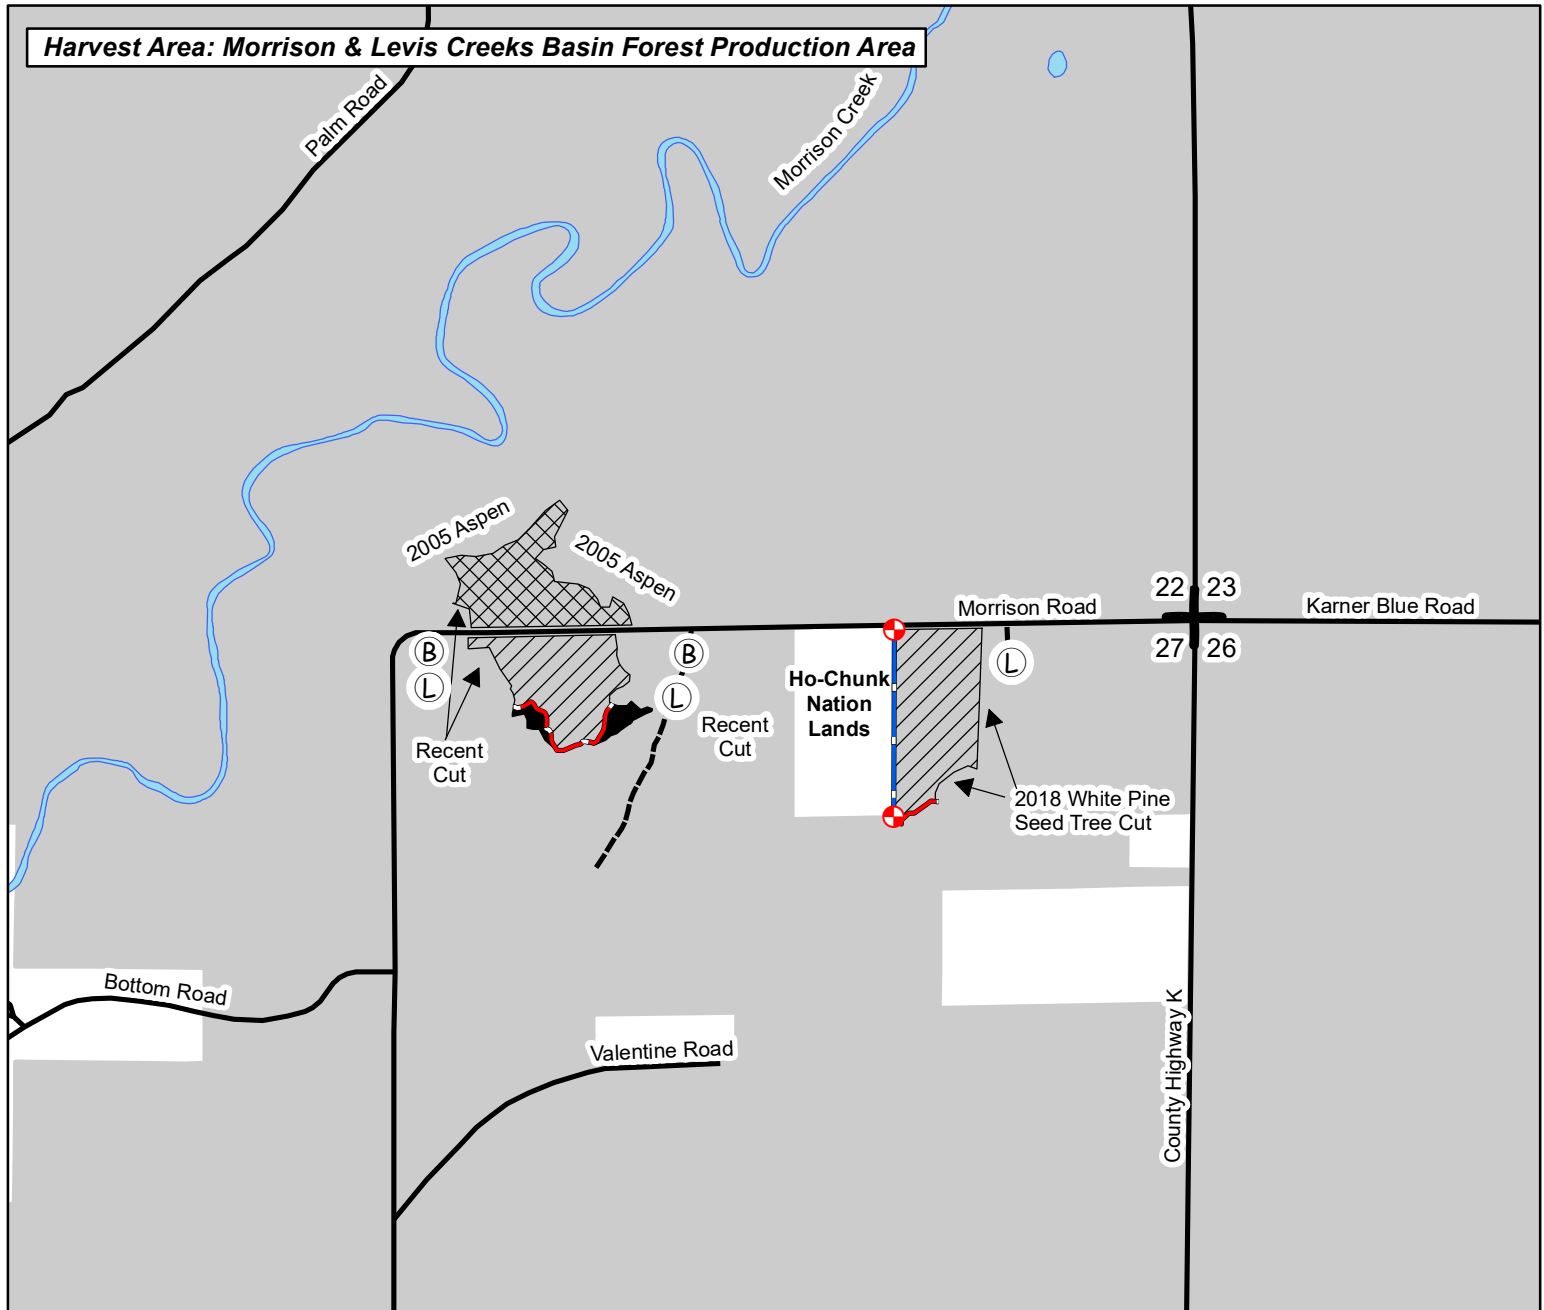 Harvest Area: Morrison & Levis Creeks Basin Forest Production Area
Palm Road
Morrison Creek
2005 Aspen
2005 Aspen
22 23
Morrison Road
Karner Blue Road
27 26
B
L
B
L
L
Ho-Chunk
Nation
Lands
Recent
Cut
Recent
Cut
2018 White Pine
Seed Tree Cut
Bottom Road
Valentine Road
County Highway K